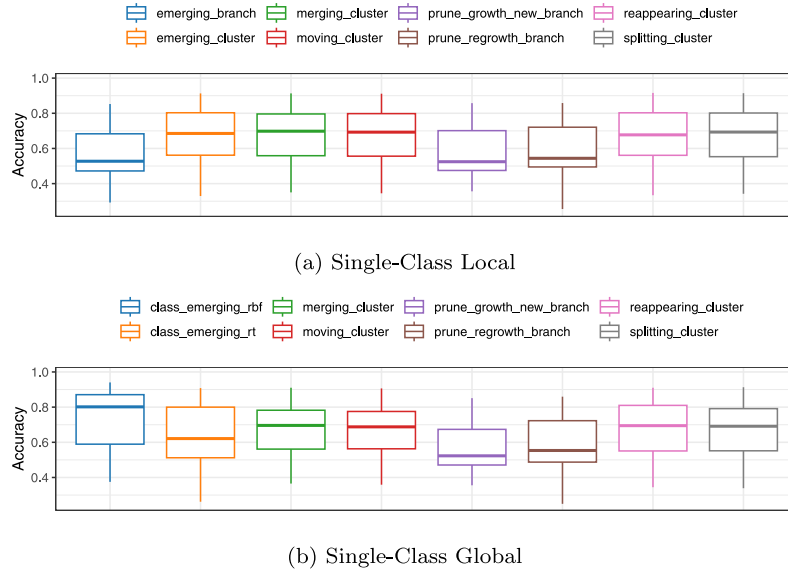 emerging_branch merging_cluster prune_growth_new_branch reappearing_cluster
emerging_cluster moving_cluster prune_regrowth_branch splitting_cluster
1.0
0.8
0.6
0.4
Accuracy
(a) Single-Class Local
class_emerging_rbf merging_cluster prune_growth_new_branch reappearing_cluster
class_emerging_rt moving_cluster prune_regrowth_branch splitting_cluster
1.0
0.8
0.6
0.4
Accuracy
(b) Single-Class Global